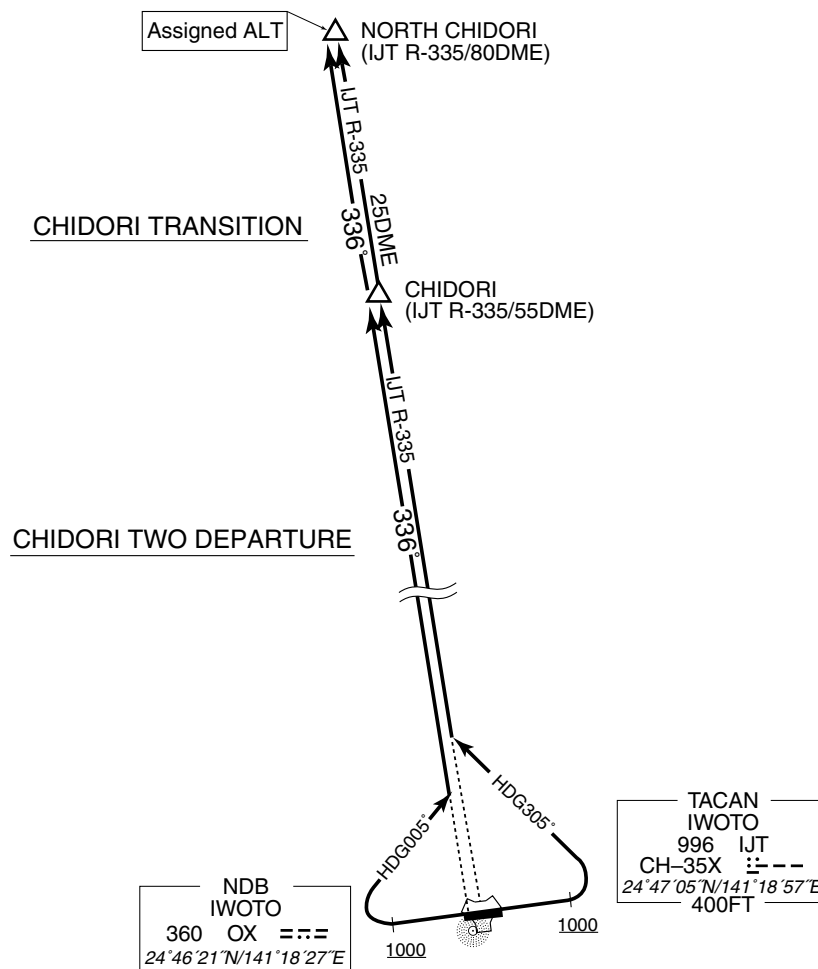 Assigned ALT
NORTH CHIDORI
(IJT R-335/80DME)
IJT R-335
25DME
336°
CHIDORI TRANSITION
CHIDORI
(IJT R-335/55DME)
IJT R-335
336°
CHIDORI TWO DEPARTURE
HDG005°
HDG305°
1000
1000
TACAN
IWOTO
996 IJT
CH–35X
24°47′05″N/141°18′57″E
400FT
NDB
IWOTO
360 OX
24°46′21″N/141°18′27″E